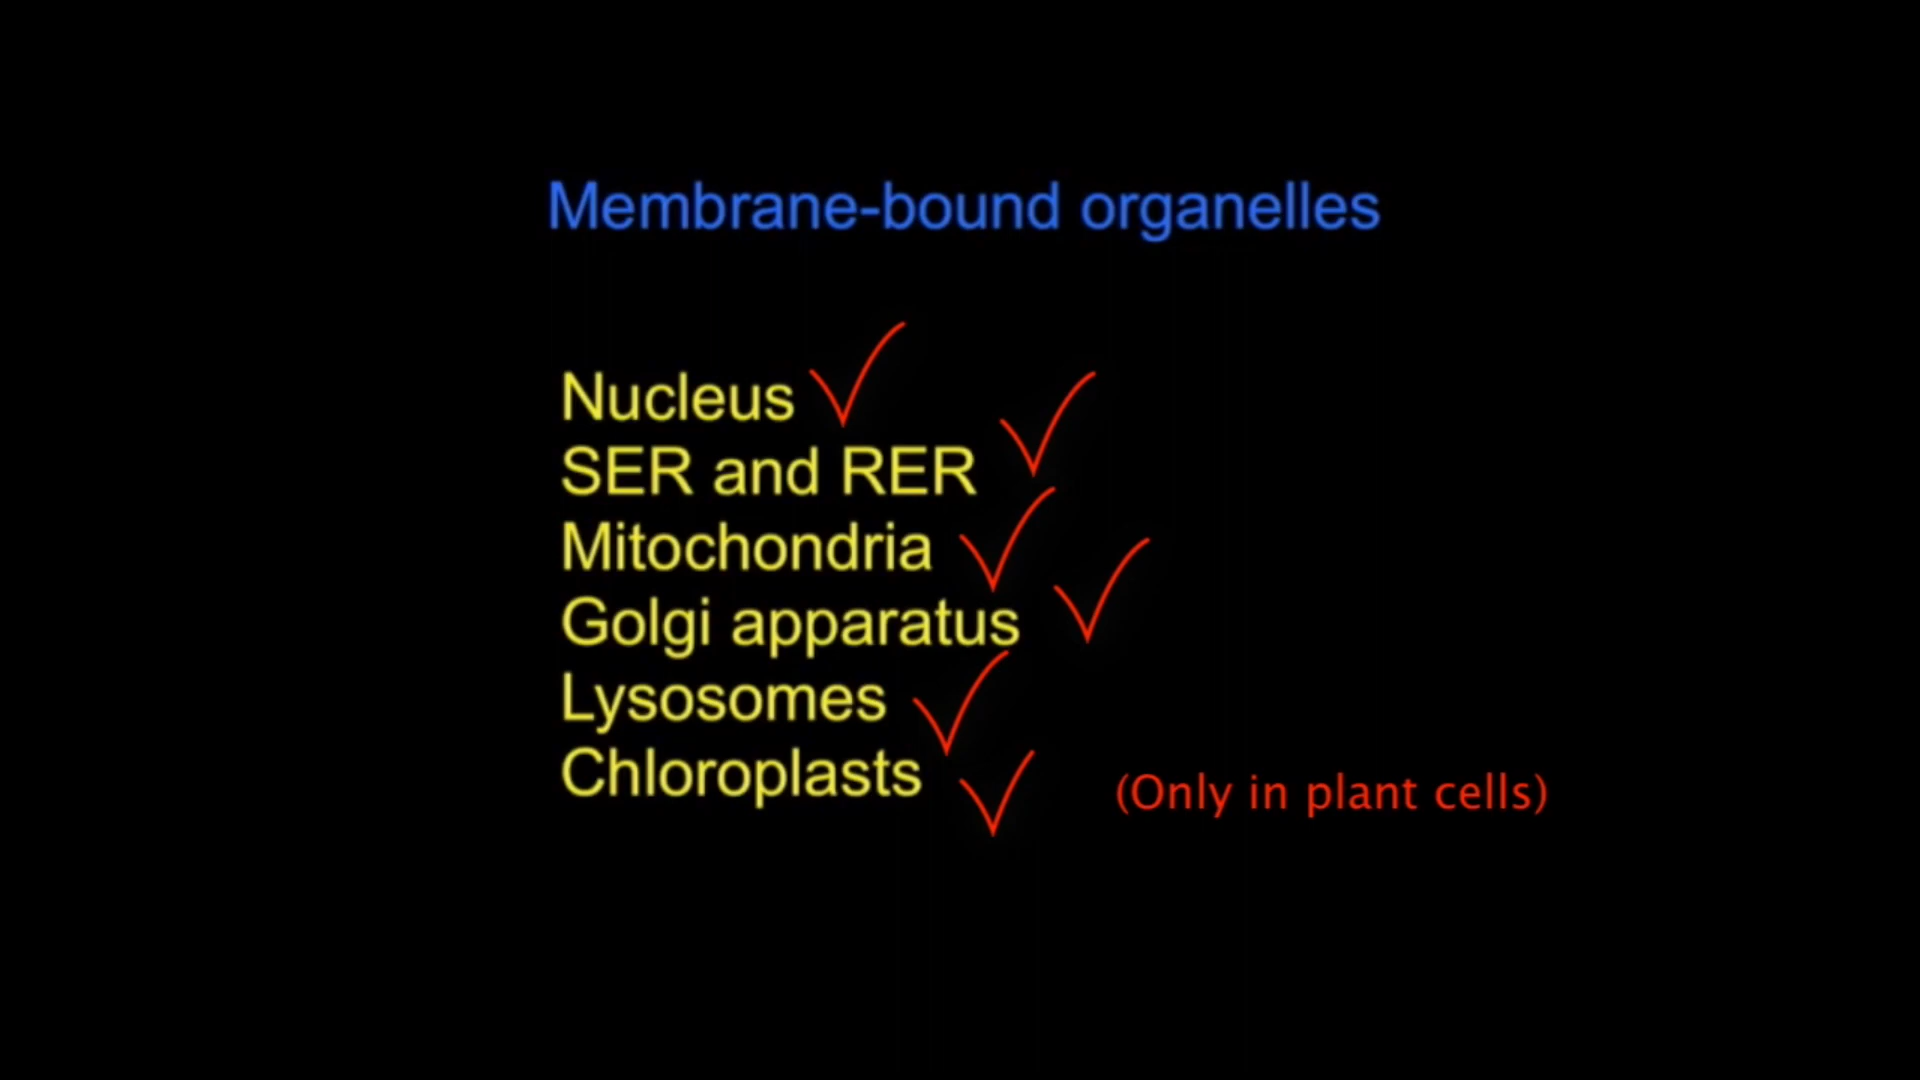 Membrane-bound organelles
Nucleus
SER and RER
Mitochondria
Golgi apparatus
Lysosomes
Chloroplasts (Only in plant cells)